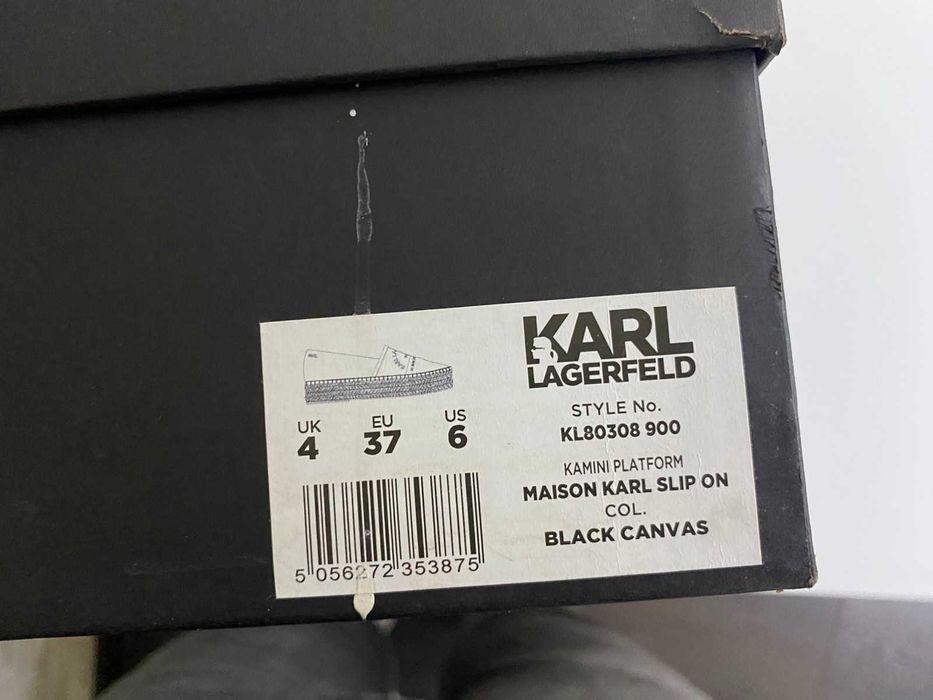 KARL
LAGERFELD
STYLE No.
KL80308 900
KAMINI PLATFORM
MAISON KARL SLIP ON
COL.
BLACK CANVAS
UK
4
EU
37
US
6
5 056272 353875